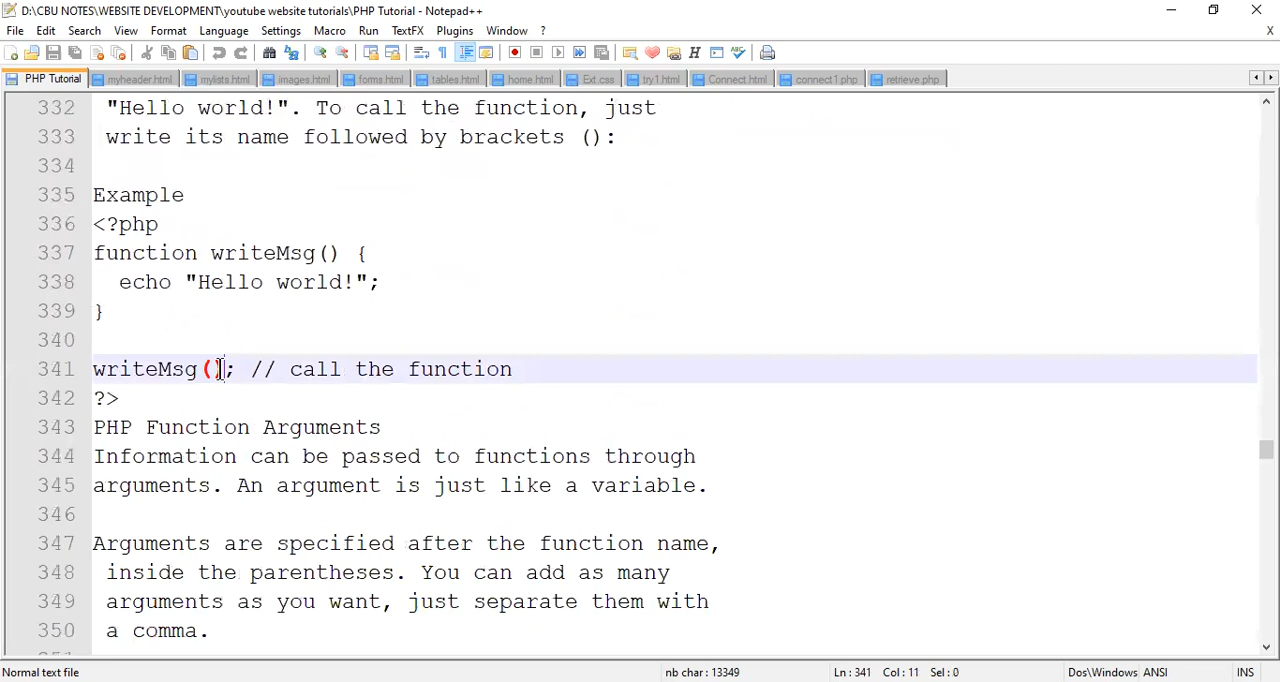 D:\CBU NOTES\WEBSITE DEVELOPMENT\youtube website tutorials\PHP Tutorial - Notepad++
File Edit Search View Format Language Settings Macro Run TextFX Plugins Window ? X
PHP Tutorial myheader.html mylists.html images.html forms.html tables.html home.html Ext.css try1.html Connect.html connect1.php retrieve.php
332 "Hello world!". To call the function, just
333 write its name followed by brackets ():
334
335 Example
336 <?php
337 function writeMsg() {
338 echo "Hello world!";
339 }
340
341 writeMsg(); // call the function
342 ?>
343 PHP Function Arguments
344 Information can be passed to functions through
345 arguments. An argument is just like a variable.
346
347 Arguments are specified after the function name,
348 inside the parentheses. You can add as many
349 arguments as you want, just separate them with
350 a comma.
Normal text file nb char : 13349 Ln : 341 Col : 11 Sel : 0 Dos\Windows ANSI INS